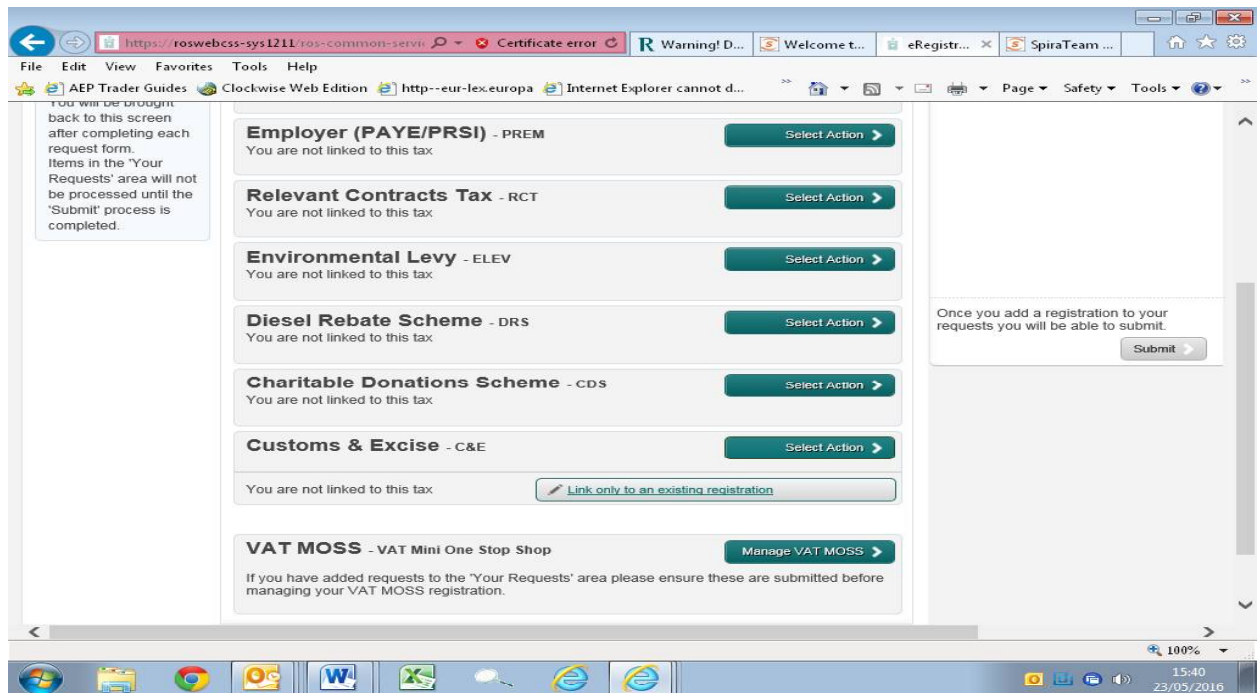 https://roswebcss-sys1211/ros-common-servic
Certificate error
Warning! D...
Welcome t...
eRegistr...
SpiraTeam ...
File Edit View Favorites Tools Help
AEP Trader Guides
Clockwise Web Edition
http--eur-lex.europa
Internet Explorer cannot d...
Page
Safety
Tools
You will be brought
back to this screen
after completing each
request form.
Items in the 'Your
Requests' area will not
be processed until the
'Submit' process is
completed.
Employer (PAYE/PRSI) - PREM
Select Action
You are not linked to this tax
Relevant Contracts Tax - RCT
Select Action
You are not linked to this tax
Environmental Levy - ELEV
Select Action
You are not linked to this tax
Diesel Rebate Scheme - DRS
Select Action
You are not linked to this tax
Charitable Donations Scheme - CDS
Select Action
You are not linked to this tax
Customs & Excise - C&E
Select Action
You are not linked to this tax
Link only to an existing registration
VAT MOSS - VAT Mini One Stop Shop
Manage VAT MOSS
If you have added requests to the 'Your Requests' area please ensure these are submitted before
managing your VAT MOSS registration.
Once you add a registration to your
requests you will be able to submit.
Submit
100%
15:40
23/05/2016